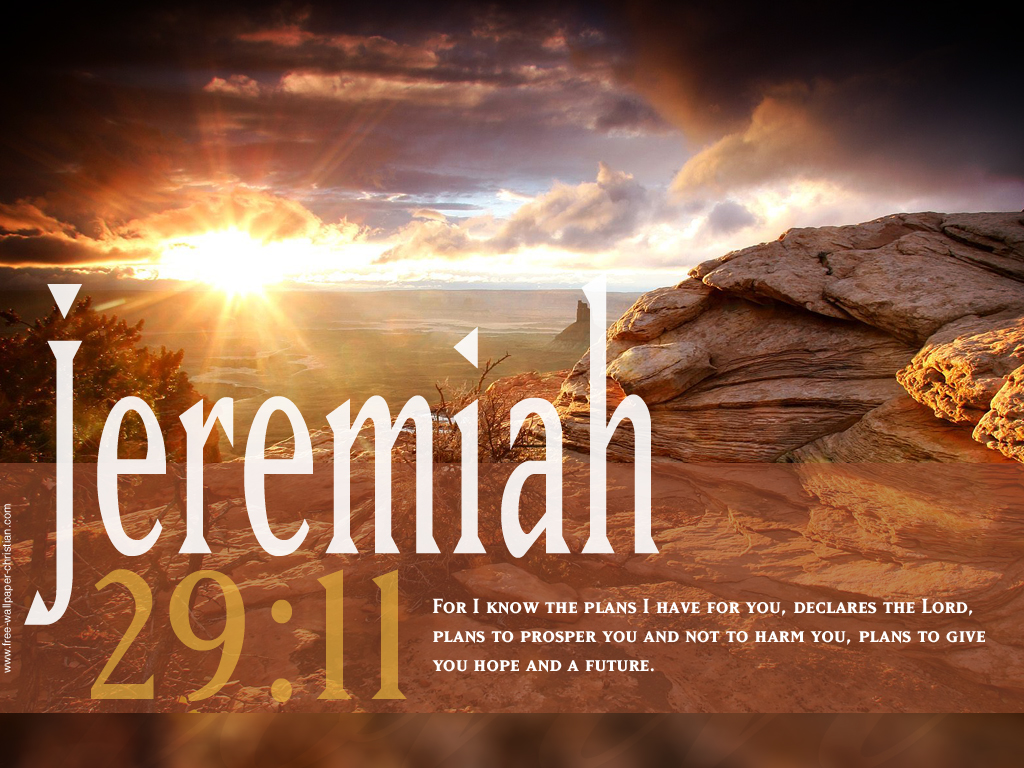 Jeremiah
29:11
For I know the plans I have for you, declares the Lord,
plans to prosper you and not to harm you, plans to give
you hope and a future.
www.free-wallpaper-christian.com